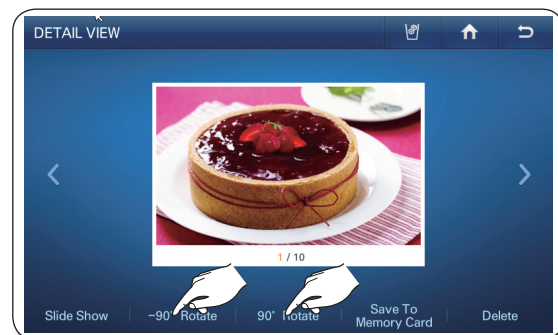 DETAIL VIEW
1 / 10
Slide Show
-90° Rotate
90° Rotate
Save To
Memory Card
Delete